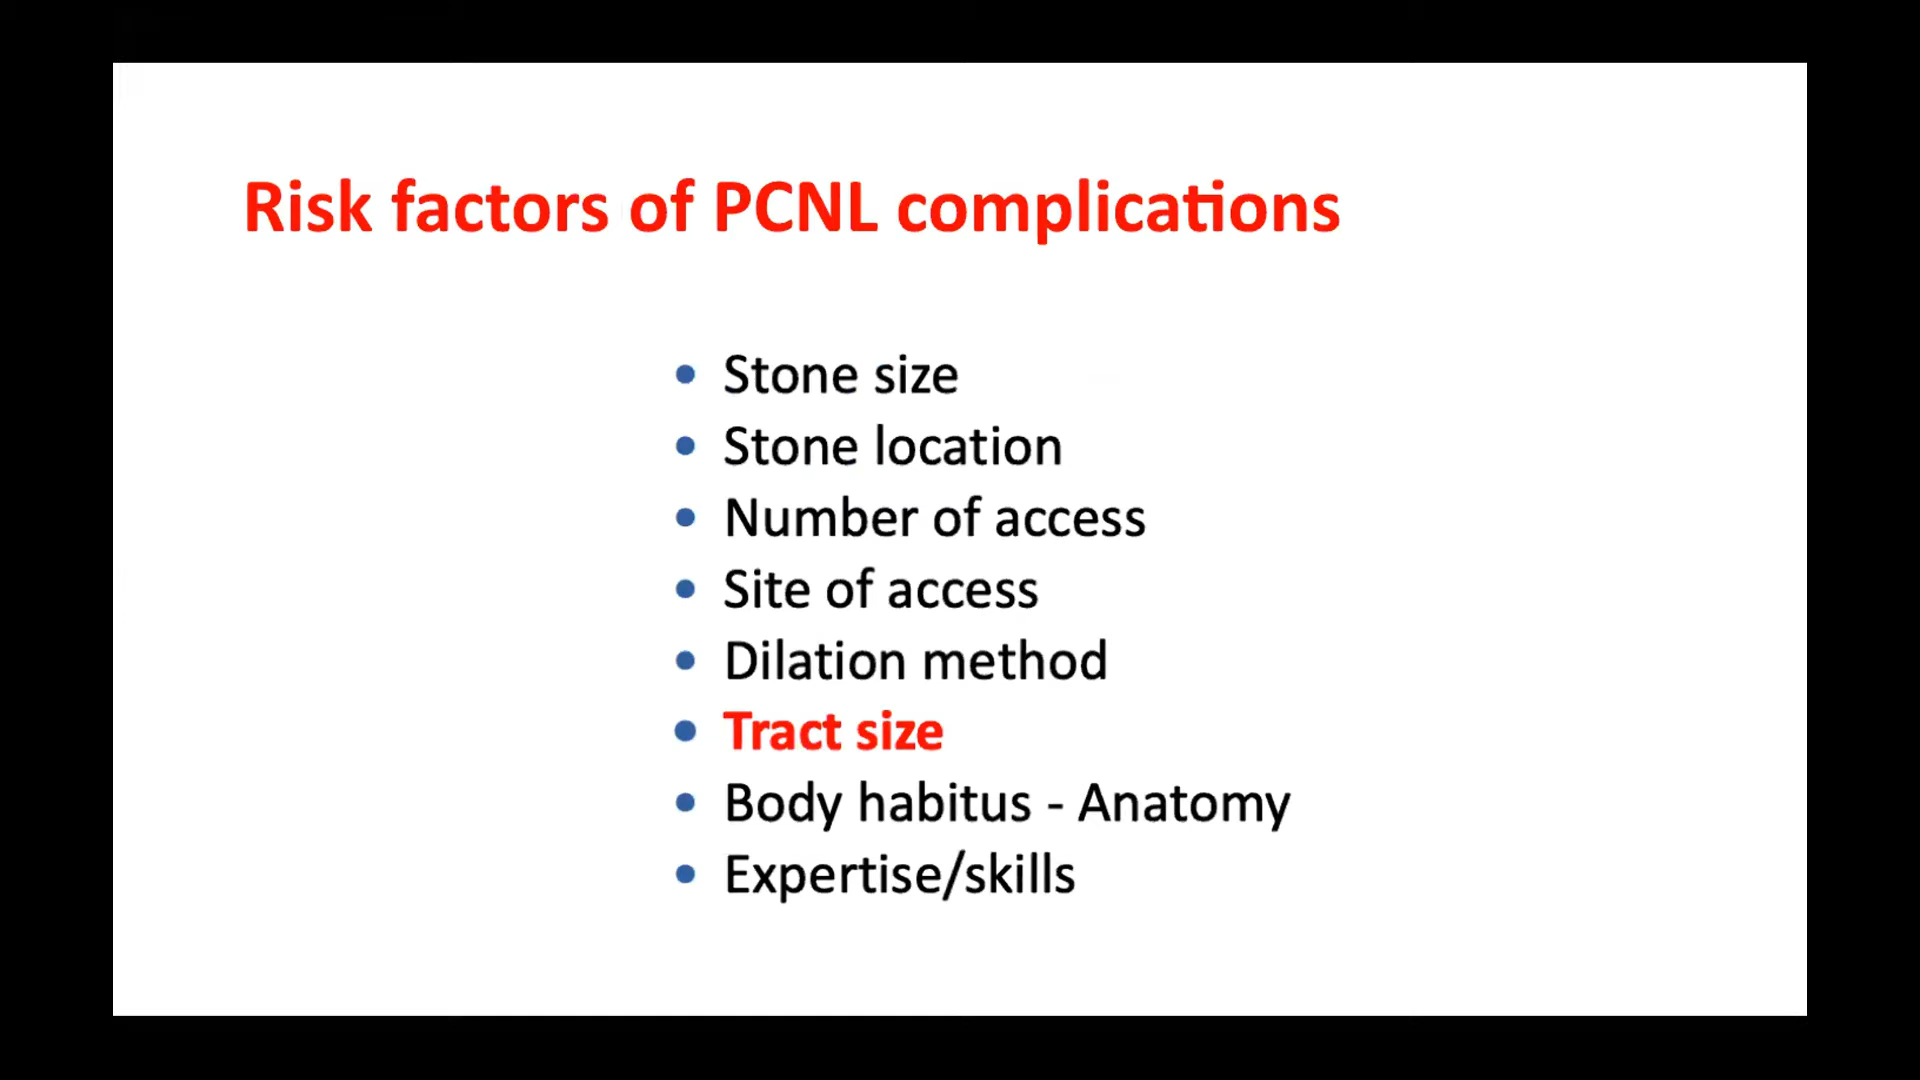 Risk factors of PCNL complications
• Stone size
• Stone location
• Number of access
• Site of access
• Dilation method
• Tract size
• Body habitus - Anatomy
• Expertise/skills